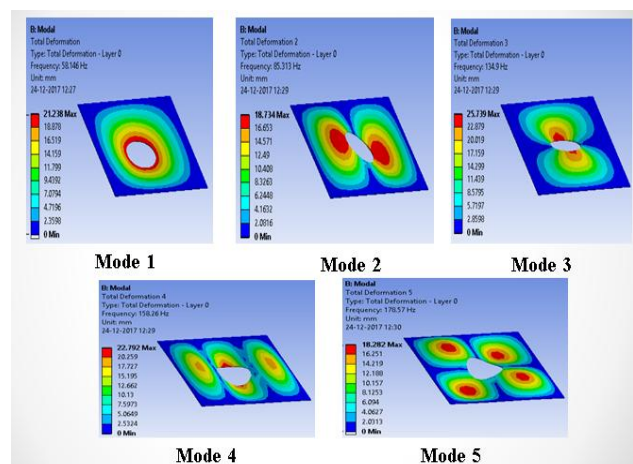 B: Modal
Total Deformation
Type: Total Deformation - Layer 0
Frequency: 58.146 Hz
Unit: mm
24-12-2017 12:27
21.238 Max
18.878
16.519
14.159
11.799
9.4392
7.0794
4.7196
2.3598
0 Min
Mode 1
B: Modal
Total Deformation 2
Type: Total Deformation - Layer 0
Frequency: 85.313 Hz
Unit: mm
24-12-2017 12:29
18.734 Max
16.653
14.571
12.49
10.408
8.3263
6.2448
4.1632
2.0816
0 Min
Mode 2
B: Modal
Total Deformation 3
Type: Total Deformation - Layer 0
Frequency: 134.9 Hz
Unit: mm
24-12-2017 12:29
25.739 Max
22.879
20.019
17.159
14.299
11.439
8.5795
5.7197
2.8598
0 Min
Mode 3
B: Modal
Total Deformation 4
Type: Total Deformation - Layer 0
Frequency: 158.26 Hz
Unit: mm
24-12-2017 12:29
22.792 Max
20.259
17.727
15.195
12.662
10.13
7.5973
5.0649
2.5324
0 Min
Mode 4
B: Modal
Total Deformation 5
Type: Total Deformation - Layer 0
Frequency: 178.57 Hz
Unit: mm
24-12-2017 12:30
18.282 Max
16.251
14.219
12.188
10.157
8.1253
6.094
4.0627
2.0313
0 Min
Mode 5